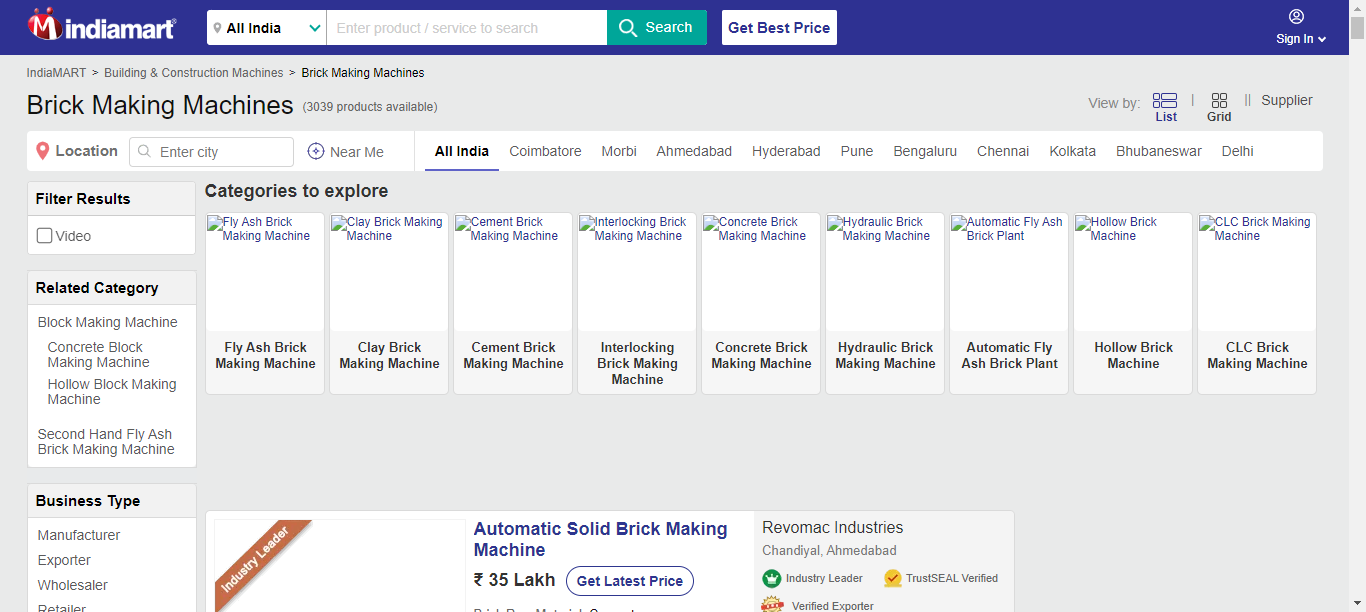 indiamart
All India
Enter product / service to search
Search
Get Best Price
Sign In
IndiaMART > Building & Construction Machines > Brick Making Machines
Brick Making Machines (3039 products available)
View by:
List
|
Grid
||
Supplier
Location
Enter city
Near Me
All India
Coimbatore
Morbi
Ahmedabad
Hyderabad
Pune
Bengaluru
Chennai
Kolkata
Bhubaneswar
Delhi
Filter Results
Video
Related Category
Block Making Machine
Concrete Block
Making Machine
Hollow Block Making
Machine
Second Hand Fly Ash
Brick Making Machine
Business Type
Manufacturer
Exporter
Wholesaler
Retailer
Categories to explore
Fly Ash Brick
Making Machine
Fly Ash Brick
Making Machine
Clay Brick Making
Machine
Clay Brick
Making Machine
Cement Brick
Making Machine
Cement Brick
Making Machine
Interlocking Brick
Making Machine
Interlocking
Brick Making
Machine
Concrete Brick
Making Machine
Concrete Brick
Making Machine
Hydraulic Brick
Making Machine
Hydraulic Brick
Making Machine
Automatic Fly Ash
Brick Plant
Automatic Fly
Ash Brick Plant
Hollow Brick
Machine
Hollow Brick
Machine
CLC Brick Making
Machine
CLC Brick
Making Machine
Industry Leader
Automatic Solid Brick Making
Machine
₹ 35 Lakh
Get Latest Price
Revomac Industries
Chandiyal, Ahmedabad
Industry Leader
TrustSEAL Verified
Verified Exporter